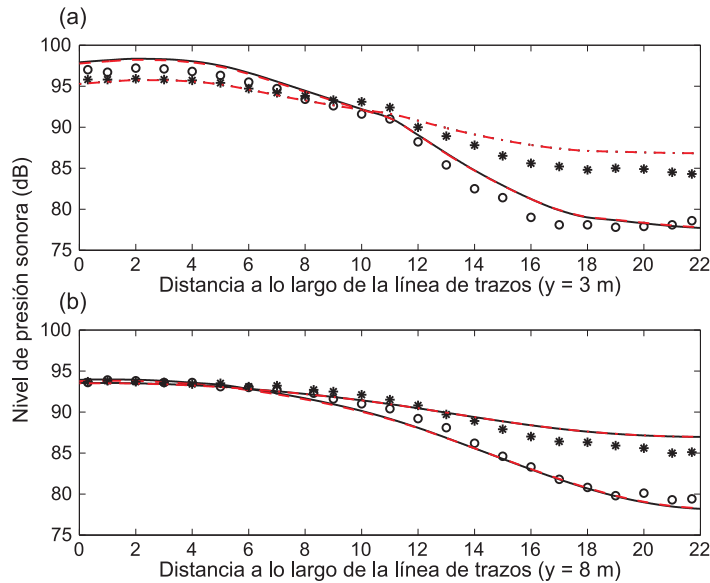 (a)
100
95
90
85
80
75
0 2 4 6 8 10 12 14 16 18 20 22
Distancia a lo largo de la línea de trazos (y = 3 m)
Nivel de presión sonora (dB)
(b)
100
95
90
85
80
75
0 2 4 6 8 10 12 14 16 18 20 22
Distancia a lo largo de la línea de trazos (y = 8 m)